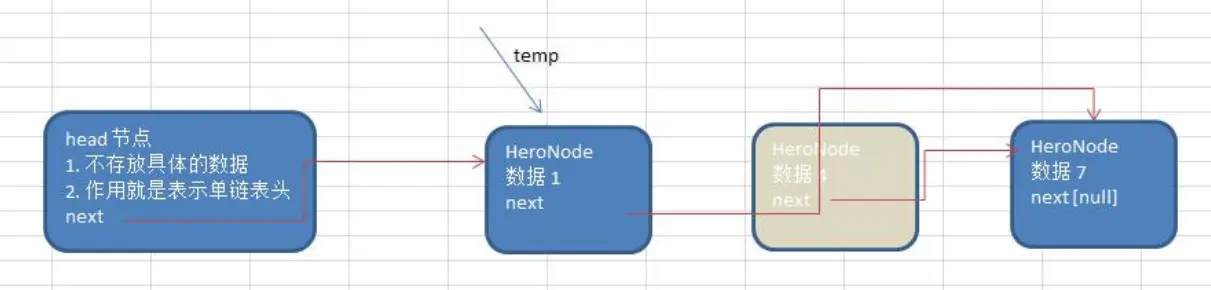 temp
head 节点
1. 不存放具体的数据
2. 作用就是表示单链表头
next
HeroNode
数据 1
next
HeroNode
数据 4
next
HeroNode
数据 7
next [null]